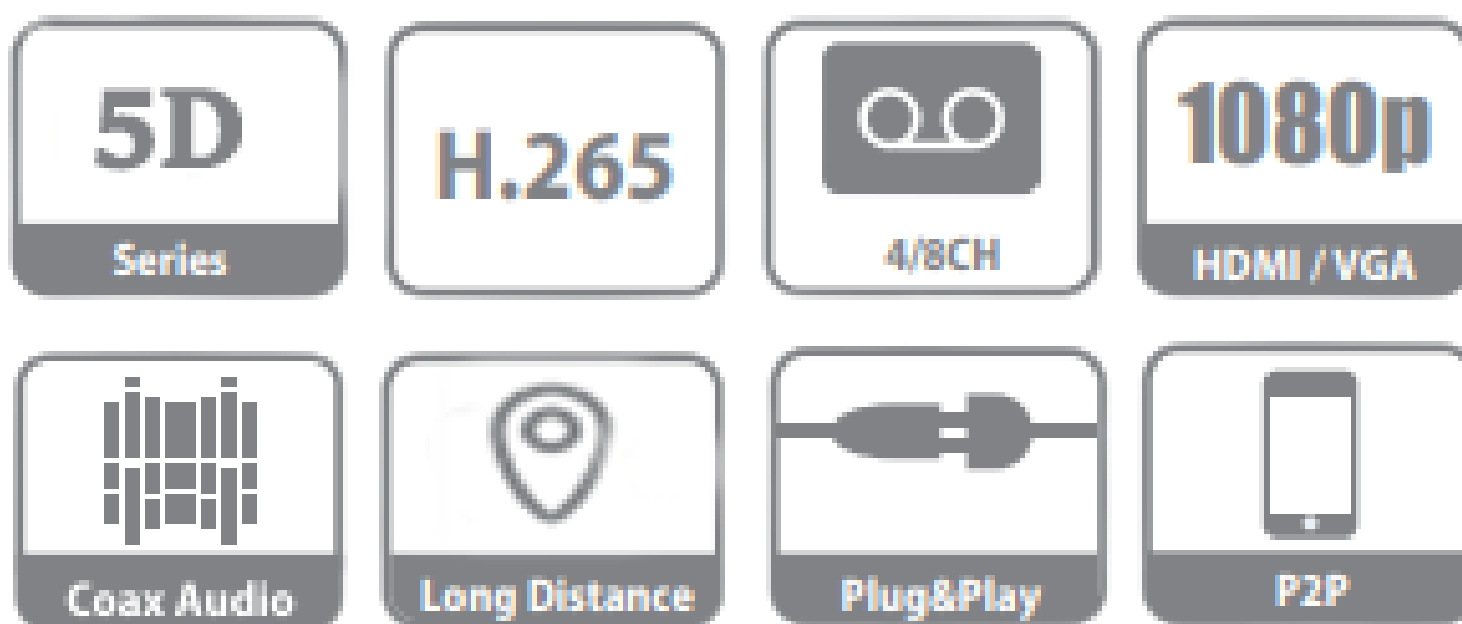 5D
Series
H.265
4/8CH
1080p
HDMI / VGA
Coax Audio
Long Distance
Plug&Play
P2P